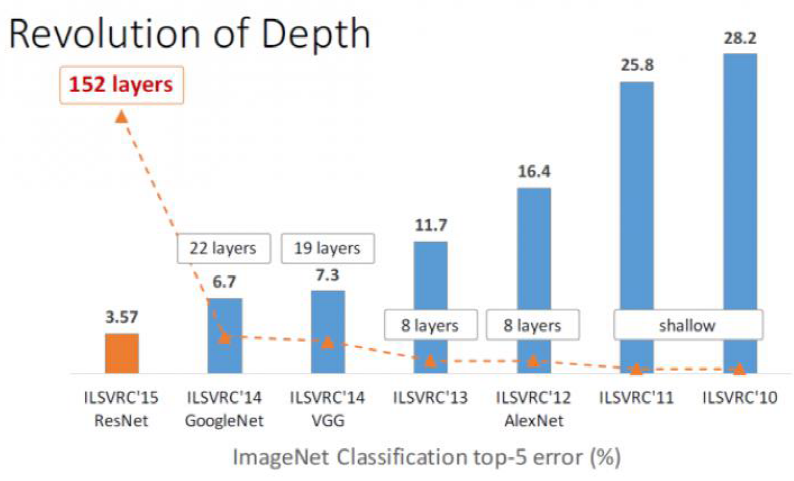 Revolution of Depth
28.2
25.8
152 layers
16.4
11.7
22 layers
19 layers
6.7
7.3
3.57
8 layers
8 layers
shallow
ILSVRC'15
ResNet
ILSVRC'14
GoogleNet
ILSVRC'14
VGG
ILSVRC'13
ILSVRC'12
AlexNet
ILSVRC'11
ILSVRC'10
ImageNet Classification top-5 error (%)